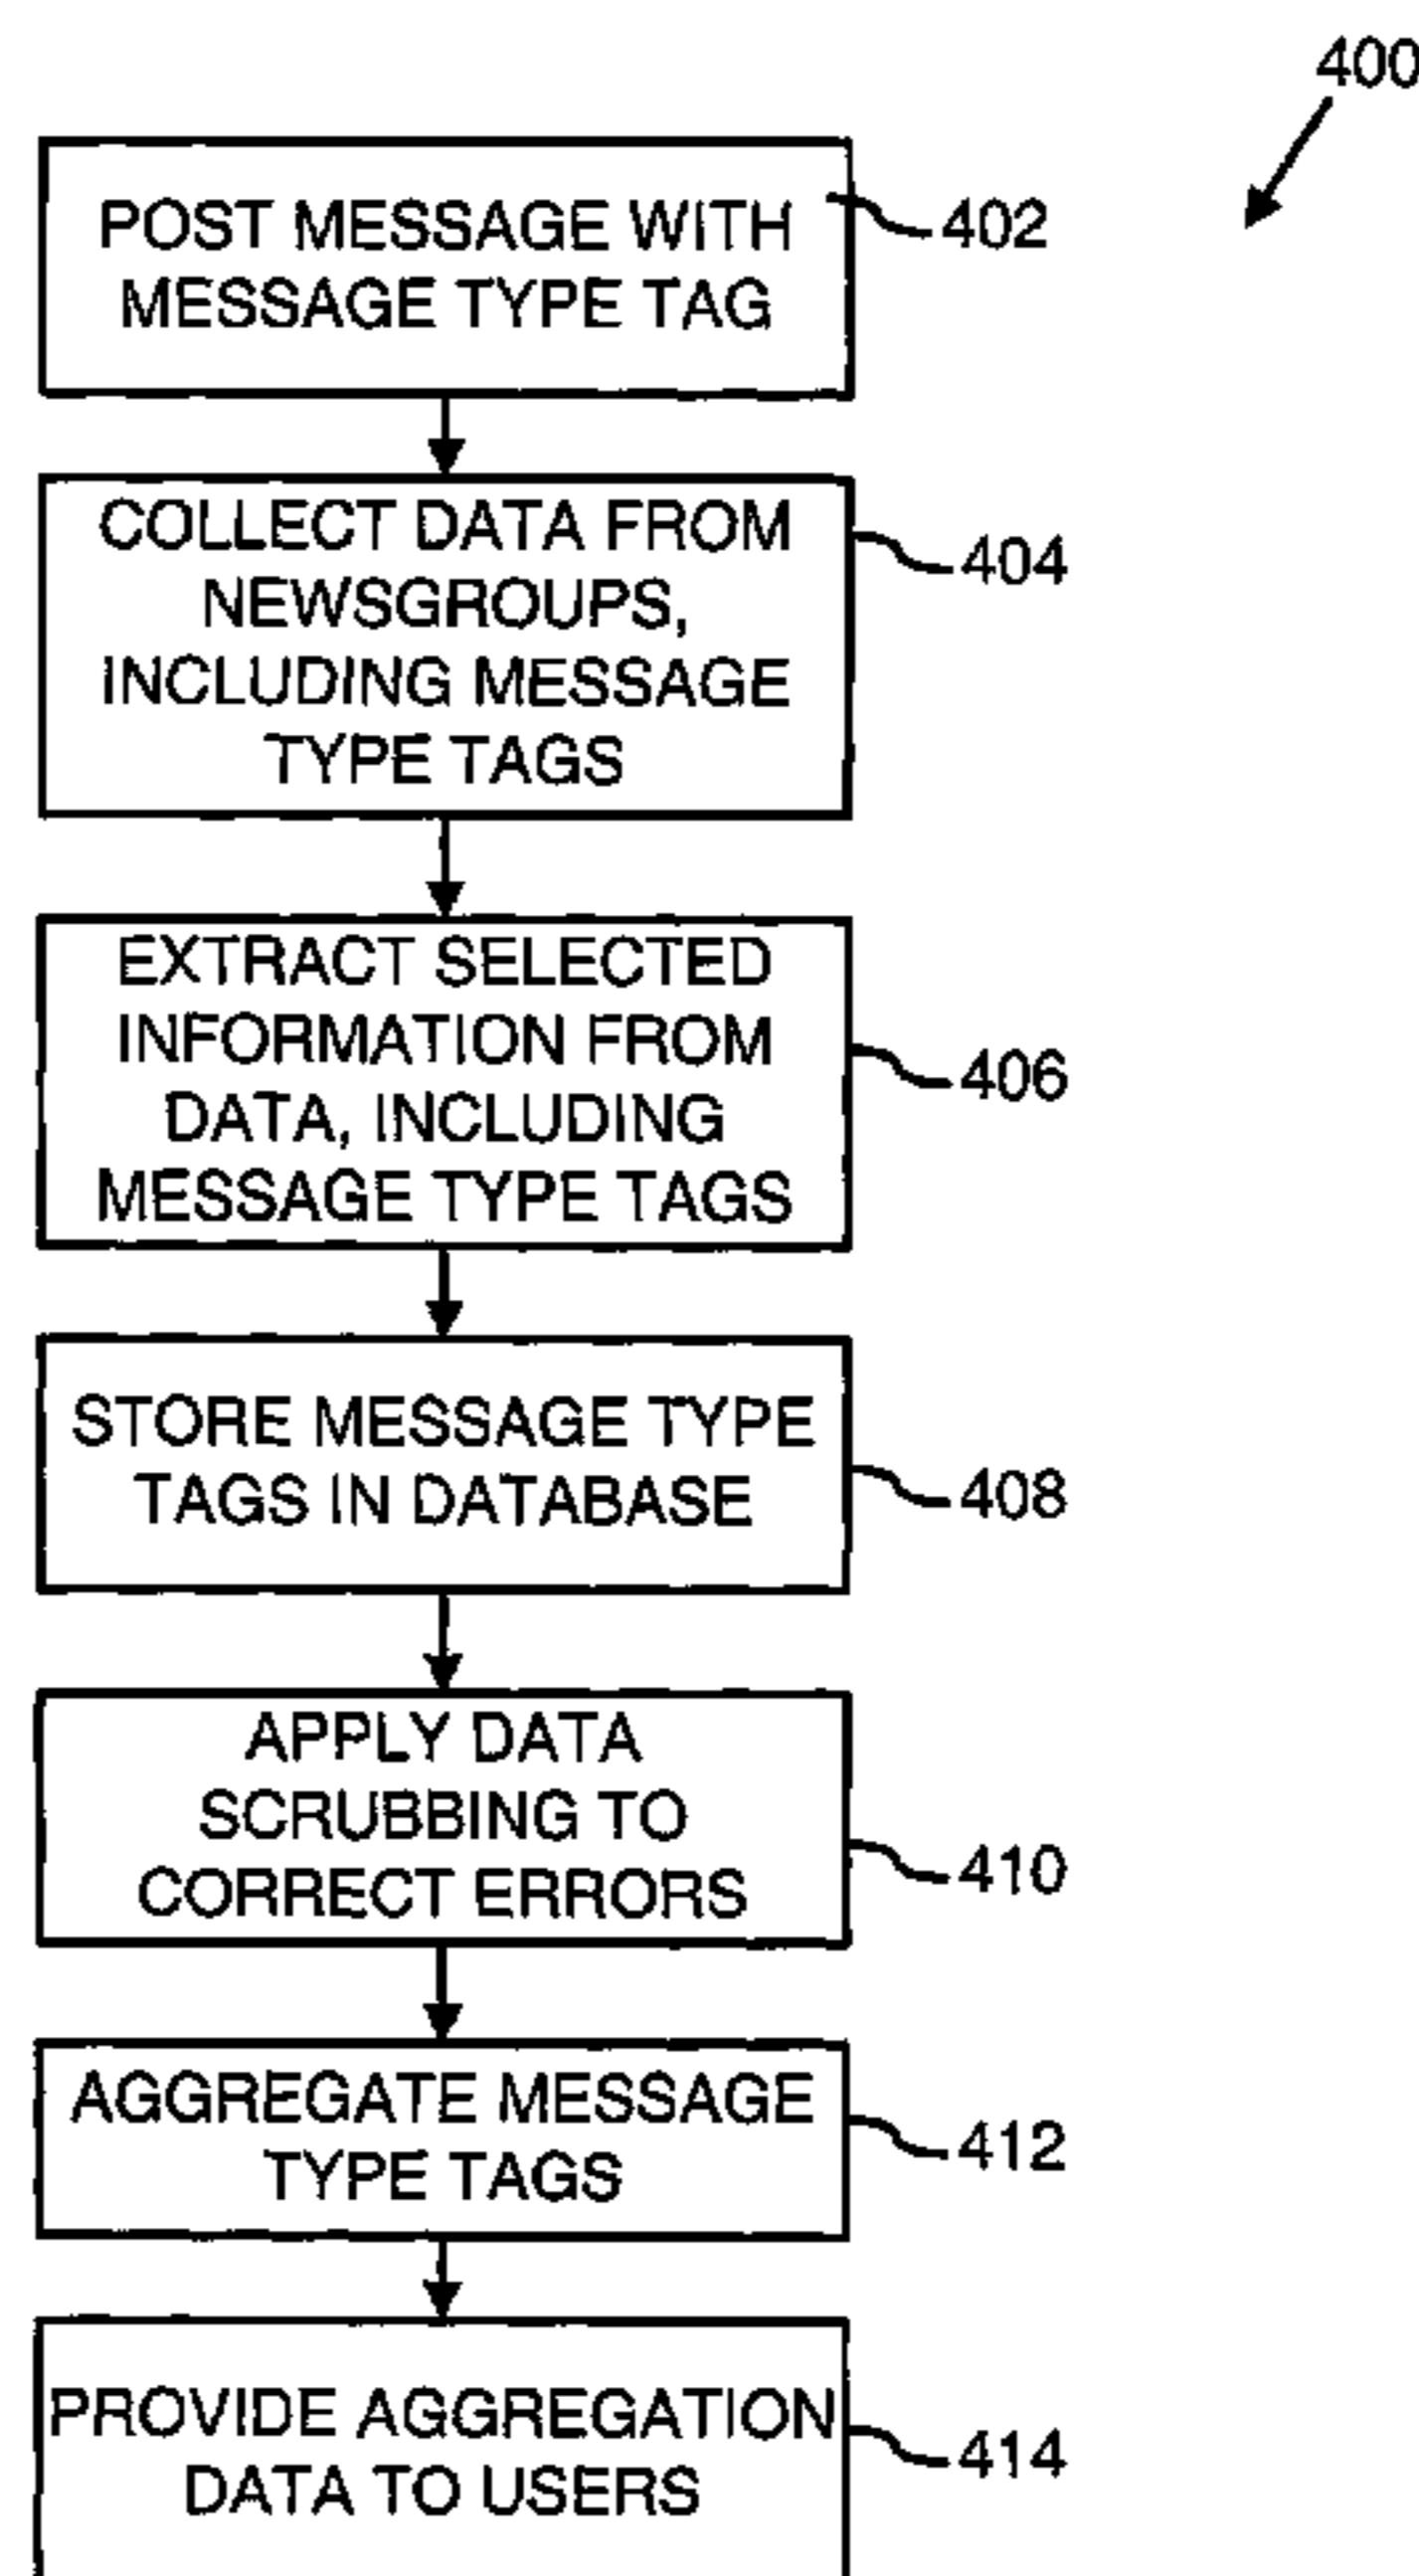 400
POST MESSAGE WITH
MESSAGE TYPE TAG
402
COLLECT DATA FROM
NEWSGROUPS,
INCLUDING MESSAGE
TYPE TAGS
404
EXTRACT SELECTED
INFORMATION FROM
DATA, INCLUDING
MESSAGE TYPE TAGS
406
STORE MESSAGE TYPE
TAGS IN DATABASE
408
APPLY DATA
SCRUBBING TO
CORRECT ERRORS
410
AGGREGATE MESSAGE
TYPE TAGS
412
PROVIDE AGGREGATION
DATA TO USERS
414